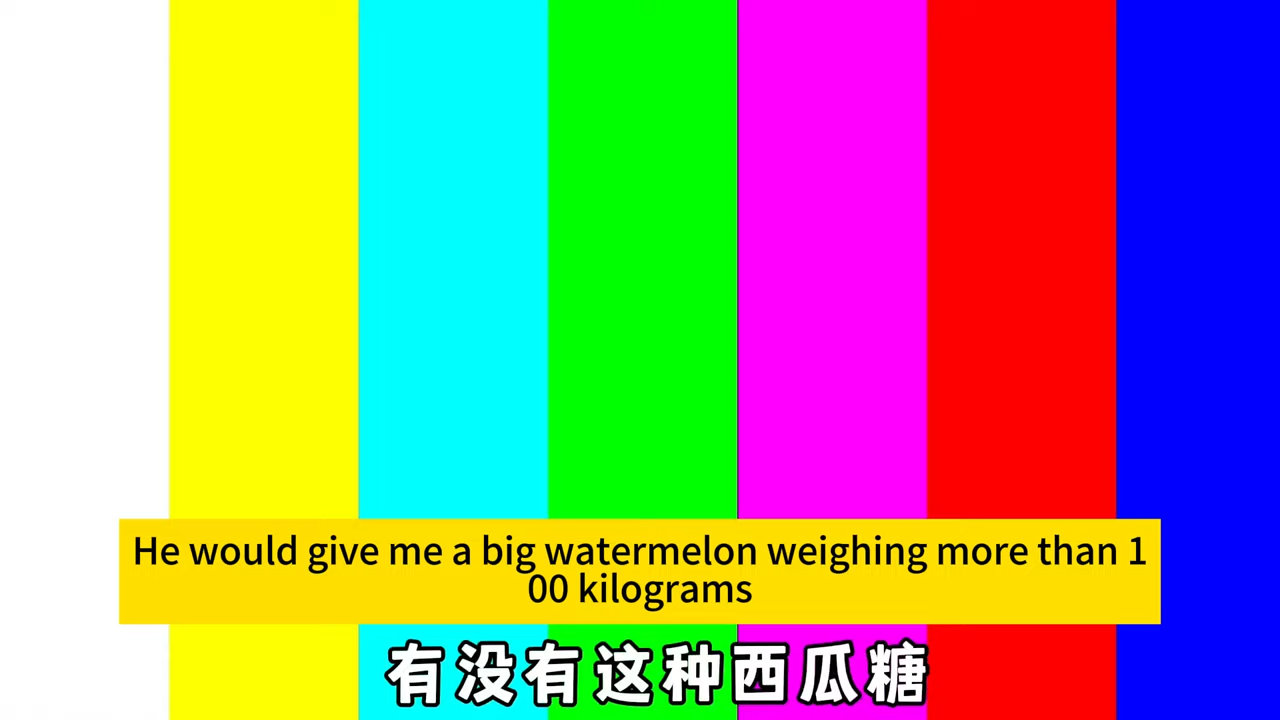 He would give me a big watermelon weighing more than 1
00 kilograms
有没有这种西瓜糖